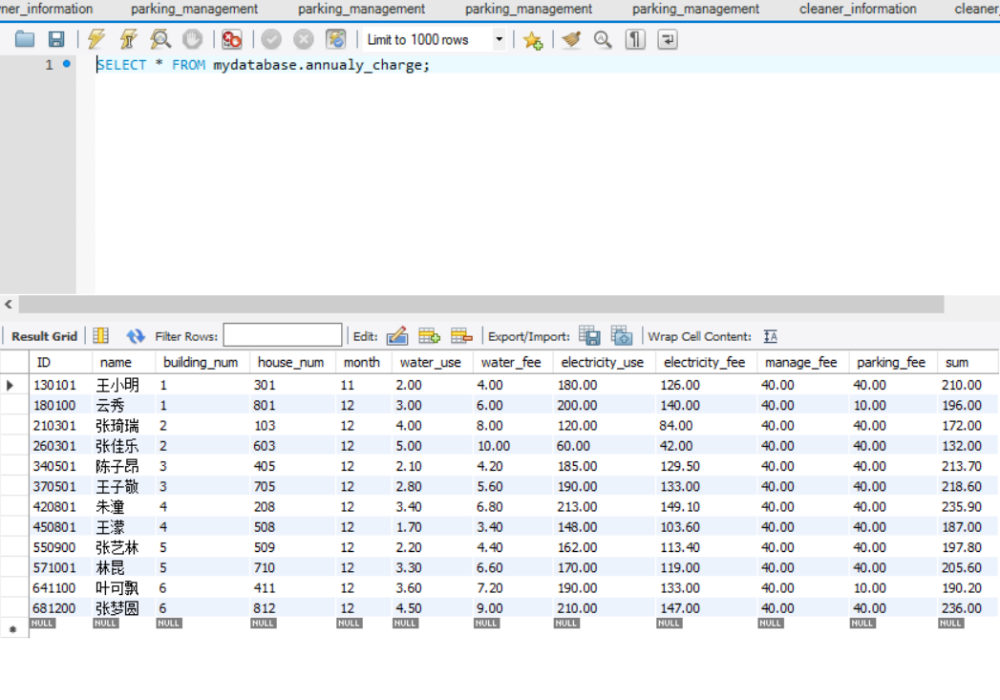 ner_information parking_management parking_management parking_management parking_management cleaner_information cleaner_
Limit to 1000 rows
1 SELECT * FROM mydatabase.annualy_charge;
Result Grid Filter Rows: Edit: Export/Import: Wrap Cell Content: IA
ID name building_num house_num month water_use water_fee electricity_use electricity_fee manage_fee parking_fee sum
130101 王小明 1 301 11 2.00 4.00 180.00 126.00 40.00 40.00 210.00
180100 云秀 1 801 12 3.00 6.00 200.00 140.00 40.00 10.00 196.00
210301 张琦瑞 2 103 12 4.00 8.00 120.00 84.00 40.00 40.00 172.00
260301 张佳乐 2 603 12 5.00 10.00 60.00 42.00 40.00 40.00 132.00
340501 陈子昂 3 405 12 2.10 4.20 185.00 129.50 40.00 40.00 213.70
370501 王子敬 3 705 12 2.80 5.60 190.00 133.00 40.00 40.00 218.60
420801 朱潼 4 208 12 3.40 6.80 213.00 149.10 40.00 40.00 235.90
450801 王濛 4 508 12 1.70 3.40 148.00 103.60 40.00 40.00 187.00
550900 张艺林 5 509 12 2.20 4.40 162.00 113.40 40.00 40.00 197.80
571001 林昆 5 710 12 3.30 6.60 170.00 119.00 40.00 40.00 205.60
641100 叶可飘 6 411 12 3.60 7.20 190.00 133.00 40.00 10.00 190.20
681200 张梦圆 6 812 12 4.50 9.00 210.00 147.00 40.00 40.00 236.00
NULL NULL NULL NULL NULL NULL NULL NULL NULL NULL NULL NULL